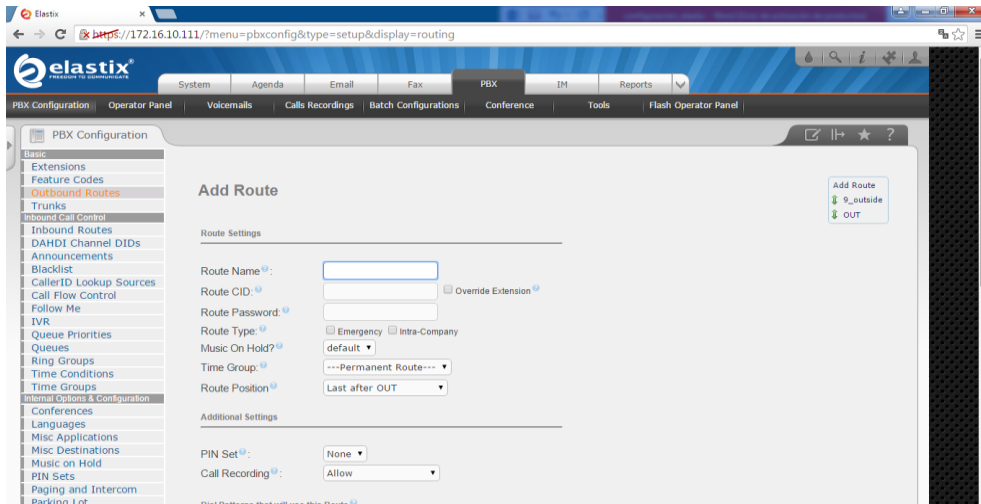 Elastix
https://172.16.10.111/?menu=pbxconfig&type=setup&display=routing
elastix®
FREEDOM TO COMMUNICATE
System Agenda Email Fax PBX IM Reports
PBX Configuration Operator Panel Voicemails Calls Recordings Batch Configurations Conference Tools Flash Operator Panel
PBX Configuration
Basic
Extensions
Feature Codes
Outbound Routes
Trunks
Inbound Call Control
Inbound Routes
DAHDI Channel DIDs
Announcements
Blacklist
CallerID Lookup Sources
Call Flow Control
Follow Me
IVR
Queue Priorities
Queues
Ring Groups
Time Conditions
Time Groups
Internal Options & Configuration
Conferences
Languages
Misc Applications
Misc Destinations
Music on Hold
PIN Sets
Paging and Intercom
Parking Lot
Add Route
Route Settings
Route Name:
Route CID: Override Extension
Route Password:
Route Type: Emergency Intra-Company
Music On Hold? default
Time Group: ---Permanent Route---
Route Position Last after OUT
Additional Settings
PIN Set: None
Call Recording: Allow
Dial Patterns that will use this Route
Add Route
9_outside
OUT